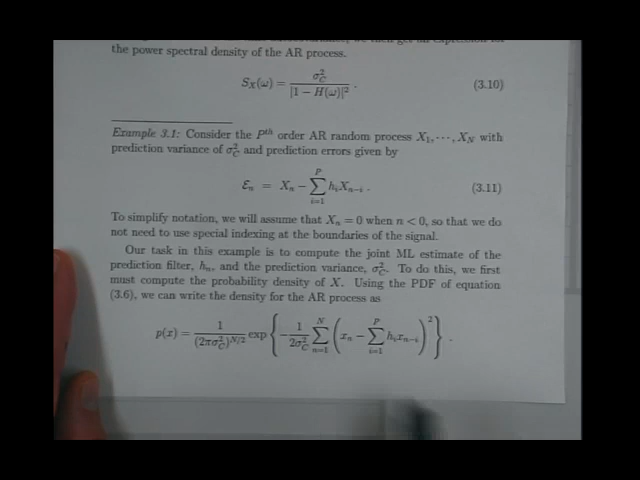 the power spectral density of the AR process.
S_X(ω) = σ_C^2 / |1 − H(ω)|^2 . (3.10)
Example 3.1: Consider the P^{th} order AR random process X_1, ⋯, X_N with
prediction variance of σ_C^2 and prediction errors given by
ℰ_n = X_n − ∑_{i=1}^{P} h_i X_{n−i} . (3.11)
To simplify notation, we will assume that X_n = 0 when n < 0, so that we do
not need to use special indexing at the boundaries of the signal.
Our task in this example is to compute the joint ML estimate of the
prediction filter, h_n, and the prediction variance, σ_C^2. To do this, we first
must compute the probability density of X. Using the PDF of equation
(3.6), we can write the density for the AR process as
p(x) = 1/(2πσ_C^2)^{N/2} exp { −1/(2σ_C^2) ∑_{n=1}^{N} ( x_n − ∑_{i=1}^{P} h_i x_{n−i} )^2 } .